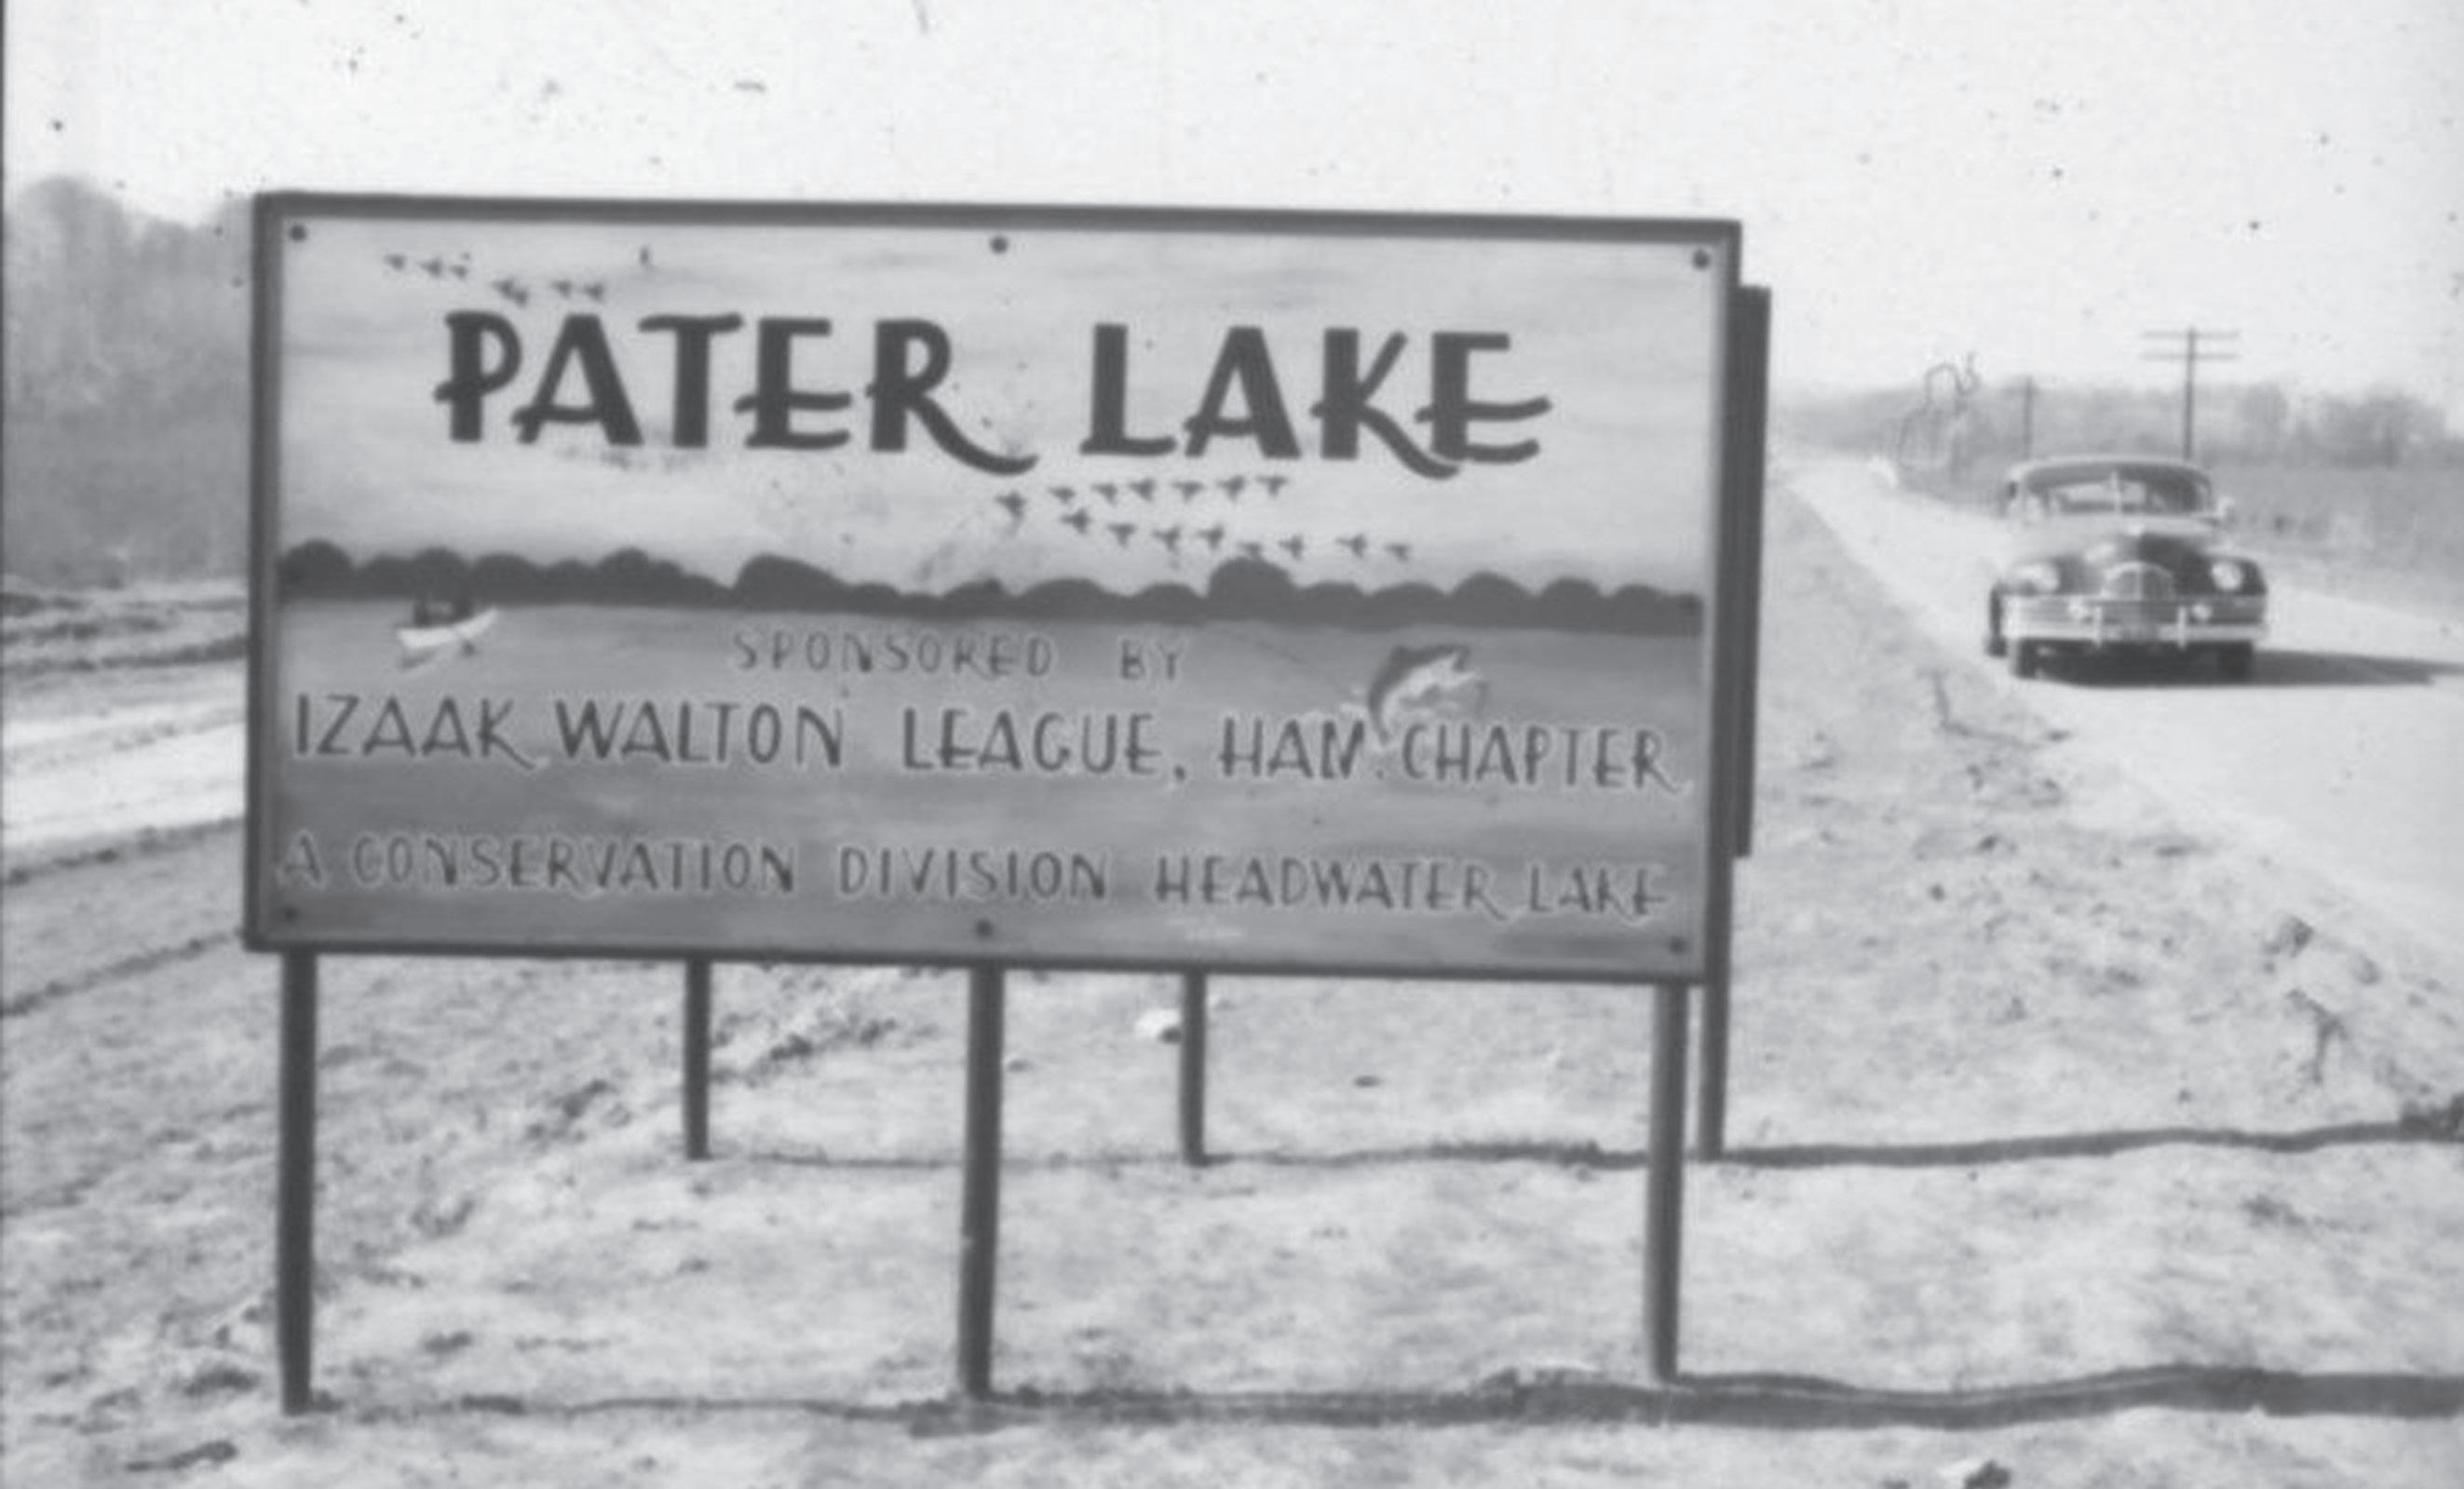 PATER LAKE
SPONSORED BY
IZAAK WALTON LEAGUE, HAM. CHAPTER
A CONSERVATION DIVISION HEADWATER LAKE